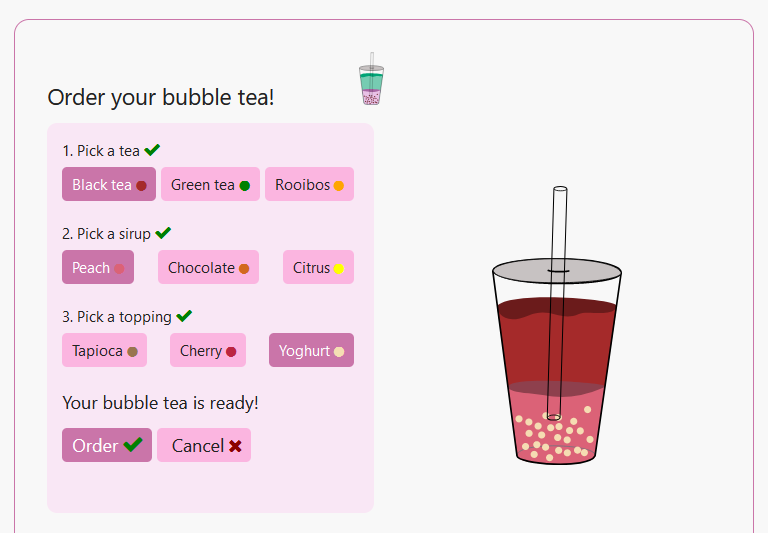 Order your bubble tea!
1. Pick a tea
Black tea Green tea Rooibos
2. Pick a sirup
Peach Chocolate Citrus
3. Pick a topping
Tapioca Cherry Yoghurt
Your bubble tea is ready!
Order Cancel